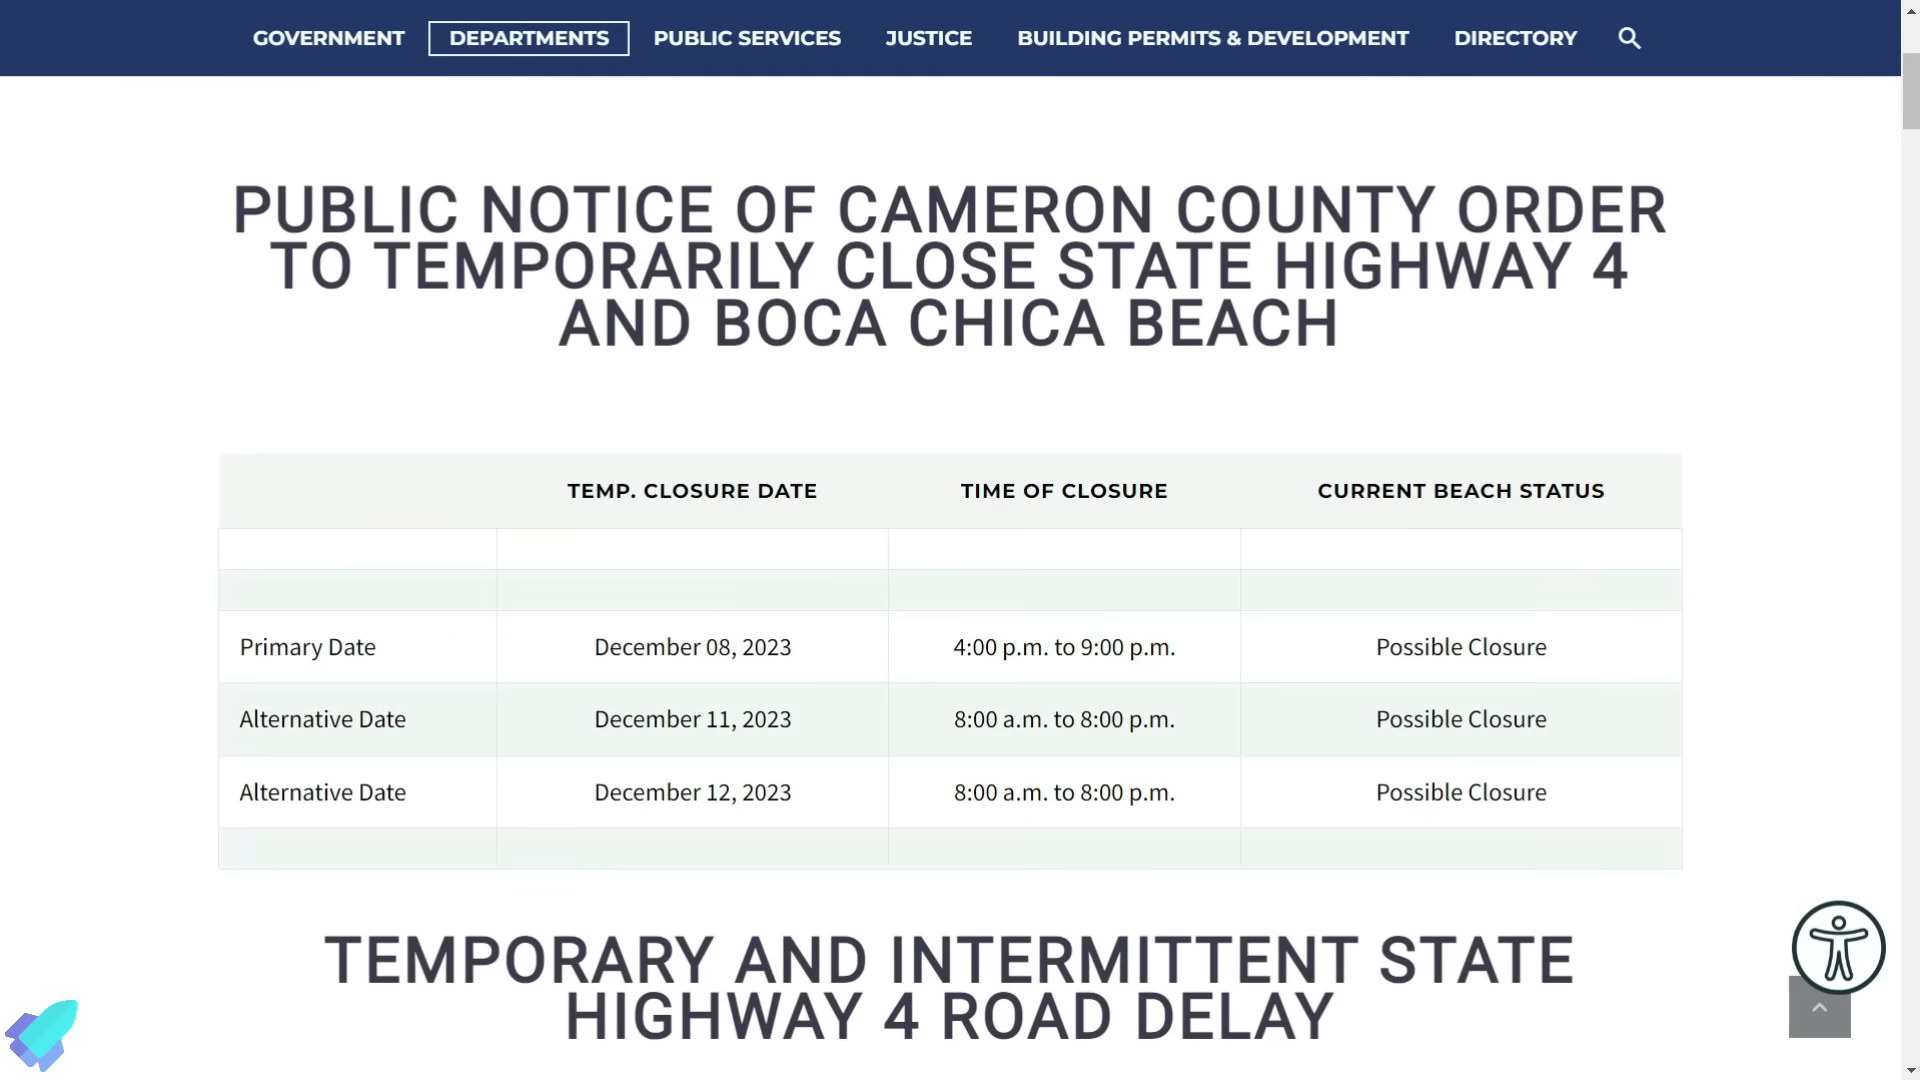 GOVERNMENT DEPARTMENTS PUBLIC SERVICES JUSTICE BUILDING PERMITS & DEVELOPMENT DIRECTORY
PUBLIC NOTICE OF CAMERON COUNTY ORDER
TO TEMPORARILY CLOSE STATE HIGHWAY 4
AND BOCA CHICA BEACH
TEMP. CLOSURE DATE TIME OF CLOSURE CURRENT BEACH STATUS
Primary Date December 08, 2023 4:00 p.m. to 9:00 p.m. Possible Closure
Alternative Date December 11, 2023 8:00 a.m. to 8:00 p.m. Possible Closure
Alternative Date December 12, 2023 8:00 a.m. to 8:00 p.m. Possible Closure
TEMPORARY AND INTERMITTENT STATE
HIGHWAY 4 ROAD DELAY